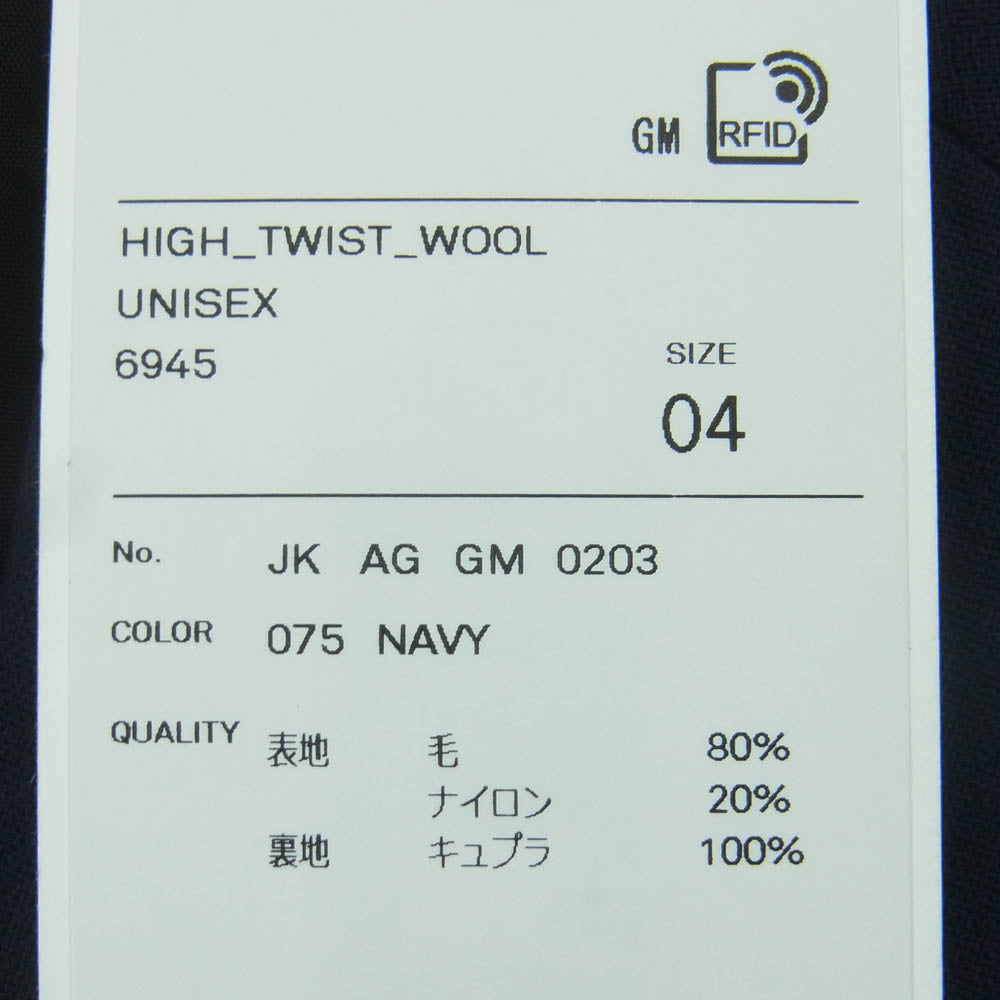 GM RFID
HIGH_TWIST_WOOL
UNISEX
6945
SIZE
04
No. JK AG GM 0203
COLOR 075 NAVY
QUALITY 表地 毛 80%
ナイロン 20%
裏地 キュプラ 100%